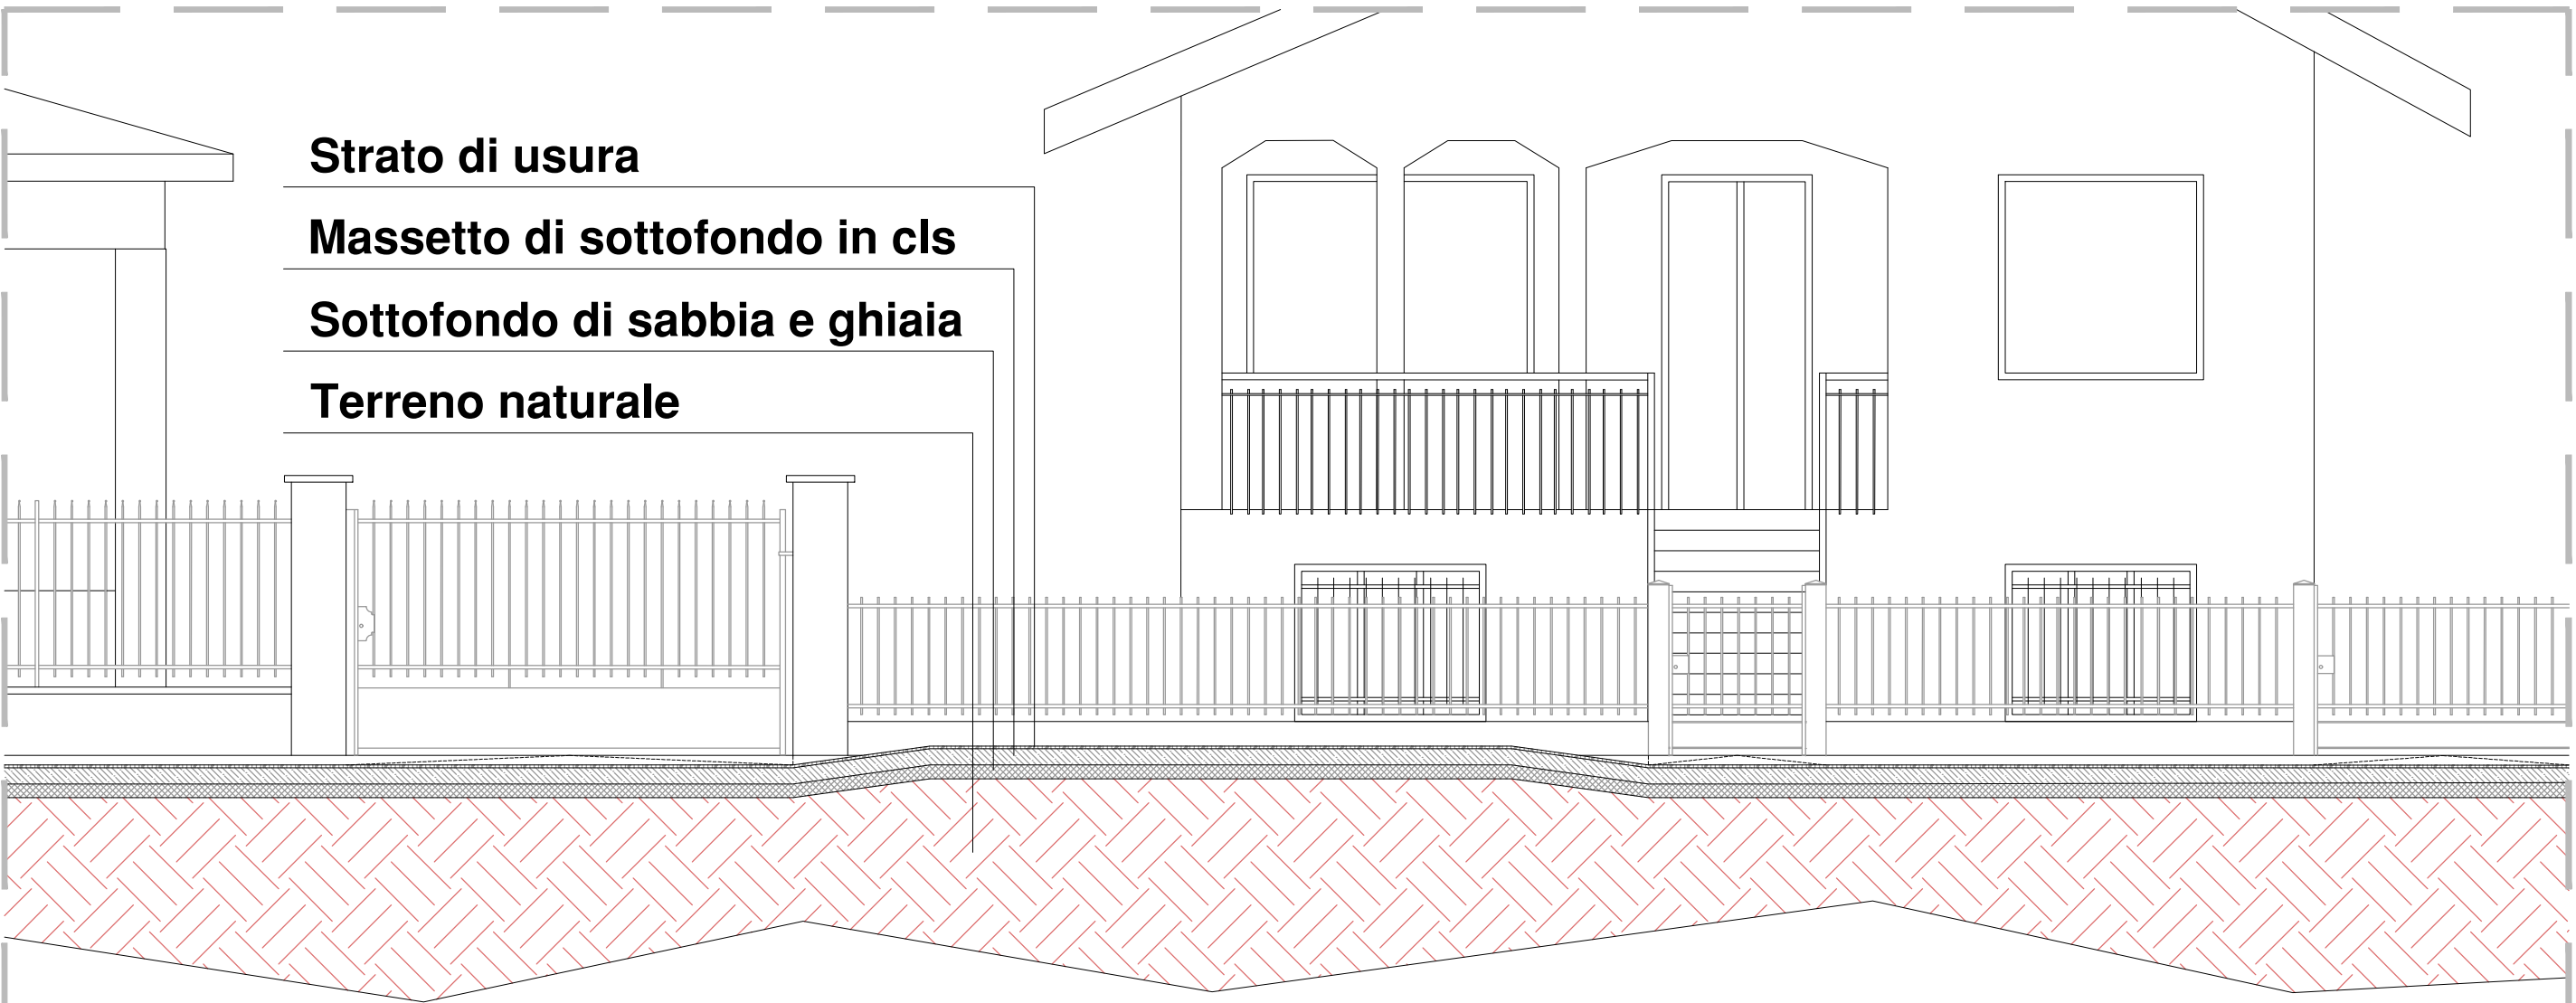 Strato di usura
Massetto di sottofondo in cls
Sottofondo di sabbia e ghiaia
Terreno naturale